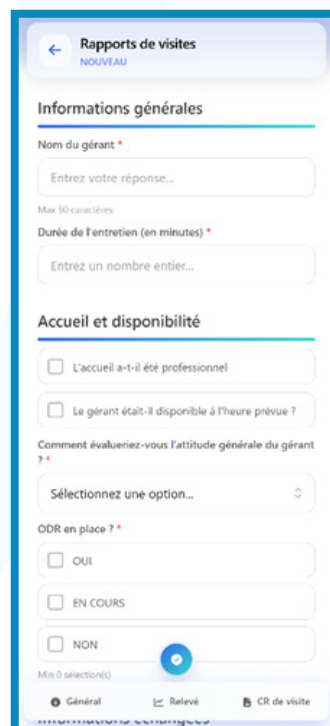 Rapports de visites
NOUVEAU
Informations générales
Nom du gérant *
Entrez votre réponse...
Max 50 caractères
Durée de l'entretien (en minutes) *
Entrez un nombre entier...
Accueil et disponibilité
L'accueil a-t-il été professionnel
Le gérant était-il disponible à l'heure prévue ?
Comment évalueriez-vous l'attitude générale du gérant
? *
Sélectionnez une option...
ODR en place ? *
OUI
EN COURS
NON
Min 0 sélection(s)
Général Relevé CR de visite
Informations échangées